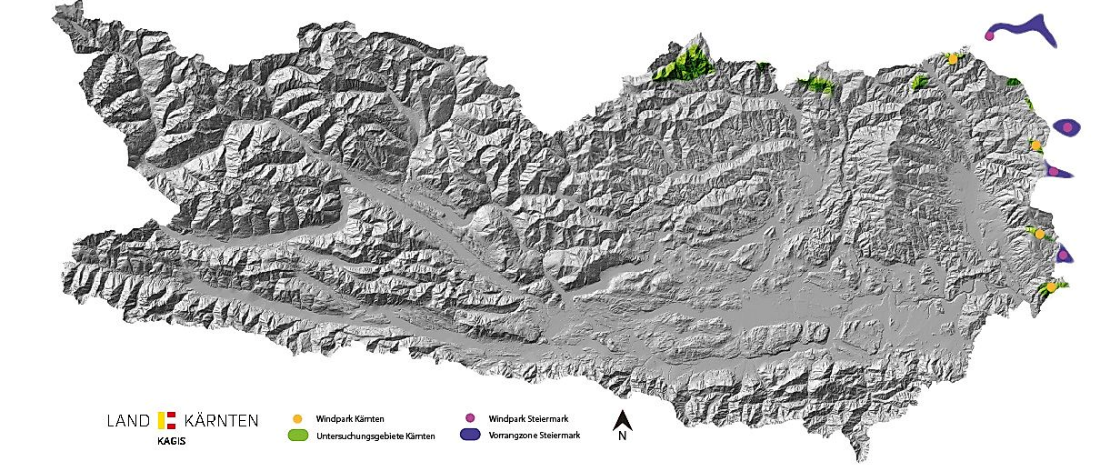 LAND KÄRNTEN
KAGIS
Windpark Kärnten
Untersuchungsgebiete Kärnten
Windpark Steiermark
Vorrangzone Steiermark
N